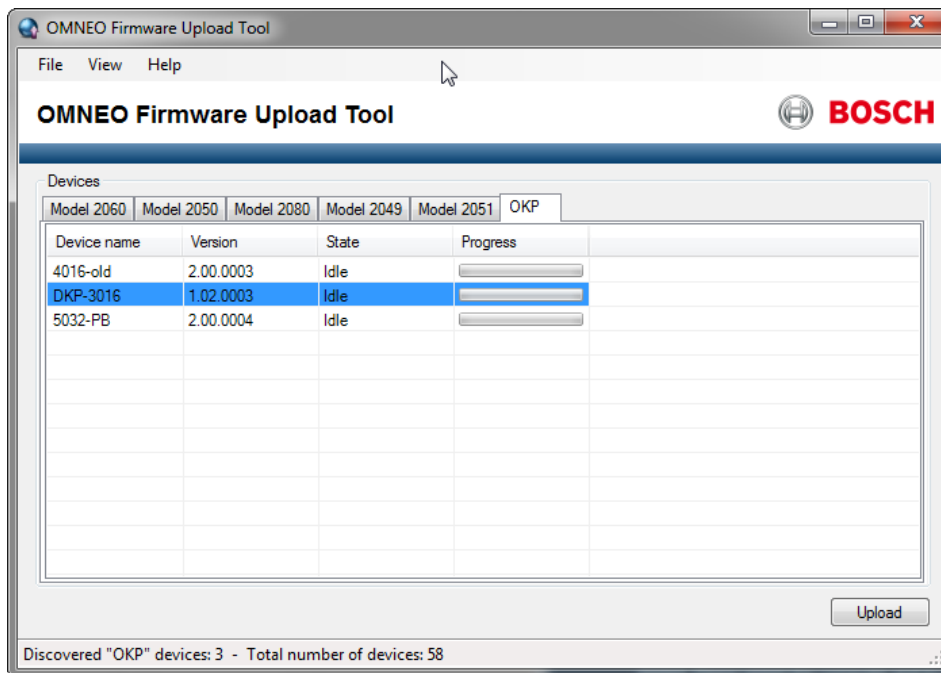 OMNEO Firmware Upload Tool
File View Help
OMNEO Firmware Upload Tool
BOSCH
Devices
Model 2060 Model 2050 Model 2080 Model 2049 Model 2051 OKP
Device name Version State Progress
4016-old 2.00.0003 Idle
DKP-3016 1.02.0003 Idle
5032-PB 2.00.0004 Idle
Upload
Discovered "OKP" devices: 3 - Total number of devices: 58